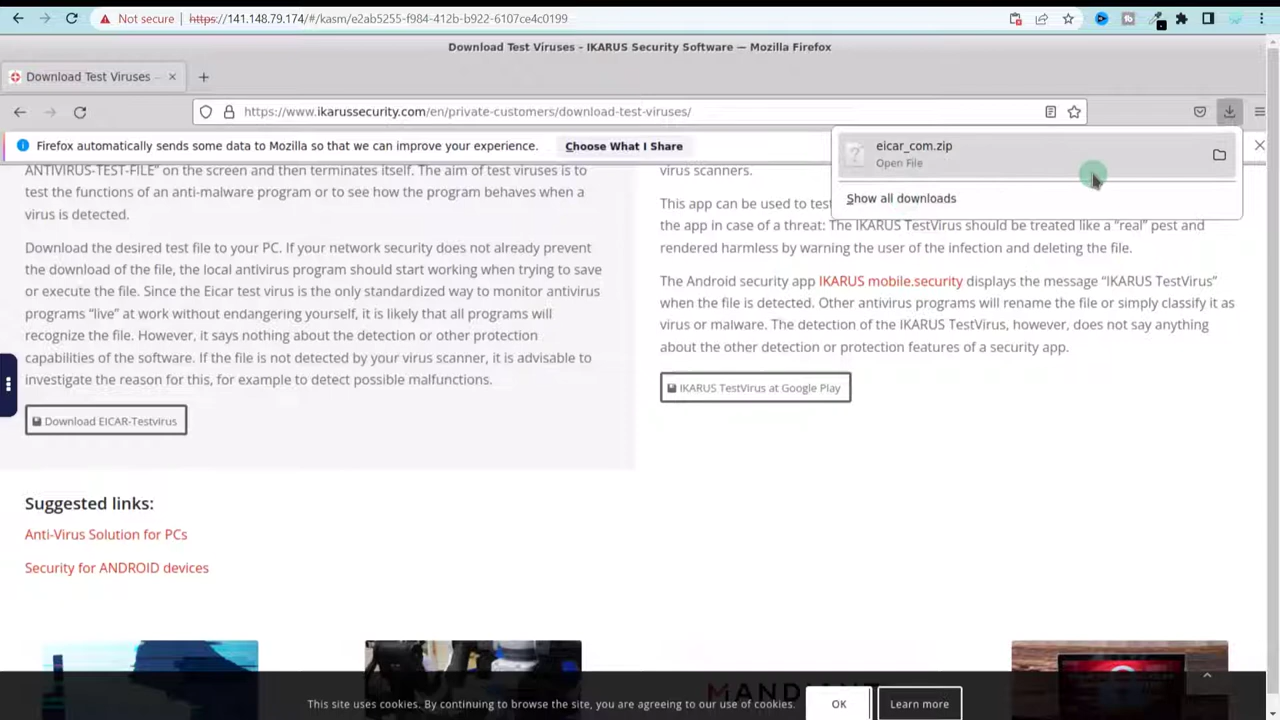 Not secure https://141.148.79.174/#/kasm/e2ab5255-f984-412b-b922-6107ce4c0199
Download Test Viruses - IKARUS Security Software — Mozilla Firefox
Download Test Viruses
https://www.ikarussecurity.com/en/private-customers/download-test-viruses/
Firefox automatically sends some data to Mozilla so that we can improve your experience. Choose What I Share
eicar_com.zip
Open File
Show all downloads
ANTIVIRUS-TEST-FILE" on the screen and then terminates itself. The aim of test viruses is to
test the functions of an anti-malware program or to see how the program behaves when a
virus is detected.
Download the desired test file to your PC. If your network security does not already prevent
the download of the file, the local antivirus program should start working when trying to save
or execute the file. Since the Eicar test virus is the only standardized way to monitor antivirus
programs “live” at work without endangering yourself, it is likely that all programs will
recognize the file. However, it says nothing about the detection or other protection
capabilities of the software. If the file is not detected by your virus scanner, it is advisable to
investigate the reason for this, for example to detect possible malfunctions.
Download EICAR-Testvirus
virus scanners.
This app can be used to test
the app in case of a threat: The IKARUS TestVirus should be treated like a “real” pest and
rendered harmless by warning the user of the infection and deleting the file.
The Android security app IKARUS mobile.security displays the message “IKARUS TestVirus”
when the file is detected. Other antivirus programs will rename the file or simply classify it as
virus or malware. The detection of the IKARUS TestVirus, however, does not say anything
about the other detection or protection features of a security app.
IKARUS TestVirus at Google Play
Suggested links:
Anti-Virus Solution for PCs
Security for ANDROID devices
MANDIANT
This site uses cookies. By continuing to browse the site, you are agreeing to our use of cookies. OK Learn more